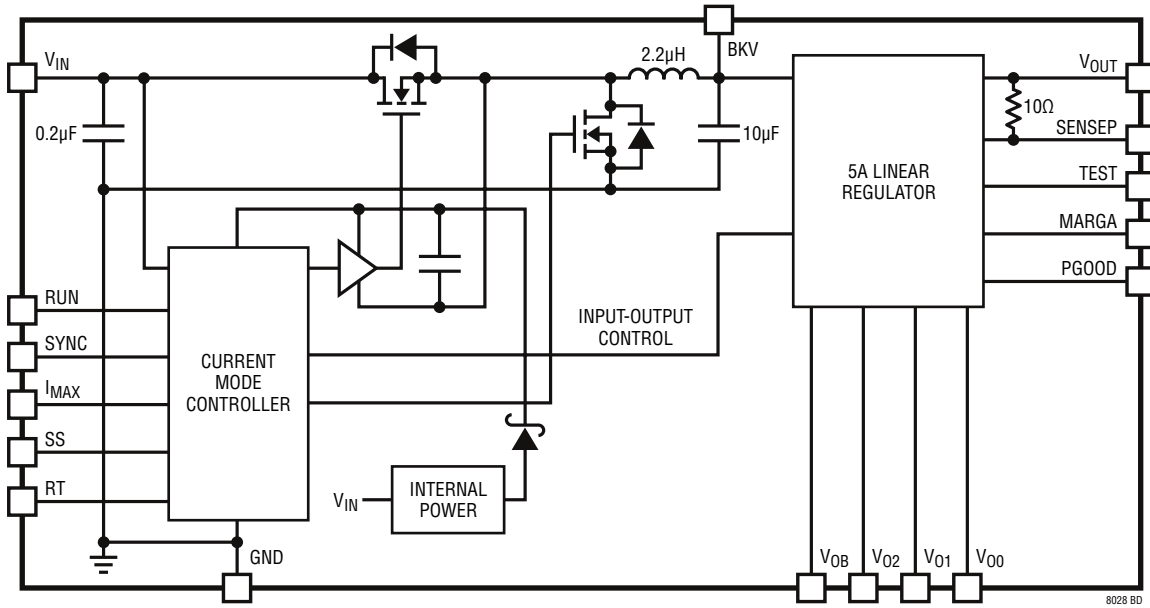 BKV
VIN
2.2µH
VOUT
0.2µF
10µF
10Ω
SENSEP
5A LINEAR
REGULATOR
TEST
MARGA
PGOOD
RUN
INPUT-OUTPUT
CONTROL
SYNC
CURRENT
MODE
CONTROLLER
IMAX
SS
RT
VIN
INTERNAL
POWER
GND
VOB
VO2
VO1
VO0
8028 BD